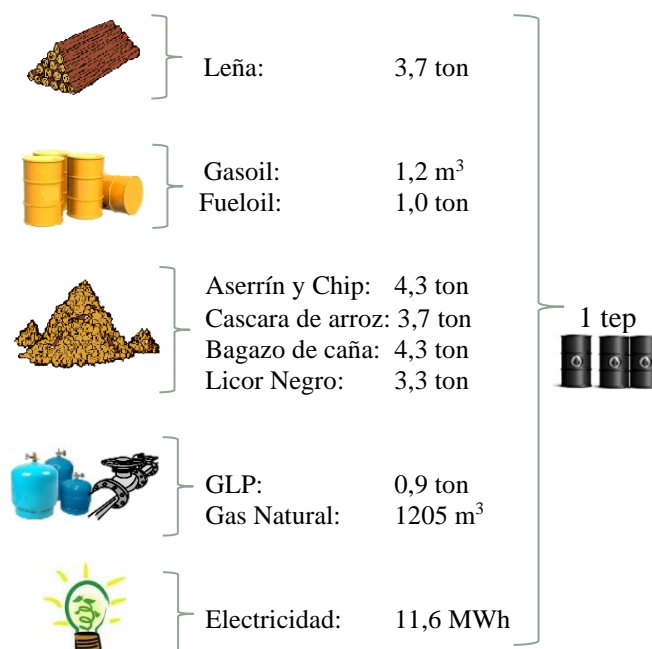 Leña: 3,7 ton
Gasoil: 1,2 m³
Fueloil: 1,0 ton
Aserrín y Chip: 4,3 ton
Cascara de arroz: 3,7 ton
Bagazo de caña: 4,3 ton
Licor Negro: 3,3 ton
1 tep
GLP: 0,9 ton
Gas Natural: 1205 m³
Electricidad: 11,6 MWh